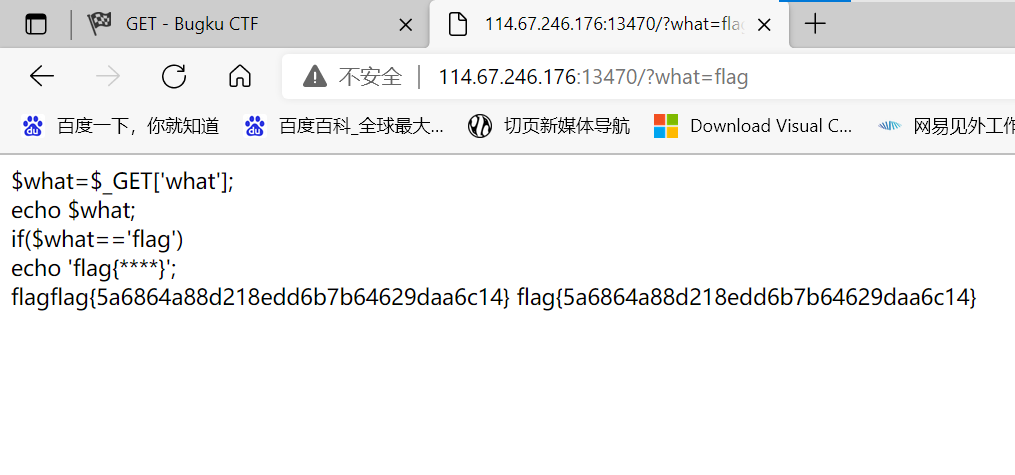 GET - Bugku CTF
114.67.246.176:13470/?what=fla
不安全 114.67.246.176:13470/?what=flag
百度一下，你就知道 百度百科_全球最大... 切页新媒体导航 Download Visual C... 网易见外工作
$what=$_GET['what'];
echo $what;
if($what=='flag')
echo 'flag{****}';
flagflag{5a6864a88d218edd6b7b64629daa6c14} flag{5a6864a88d218edd6b7b64629daa6c14}